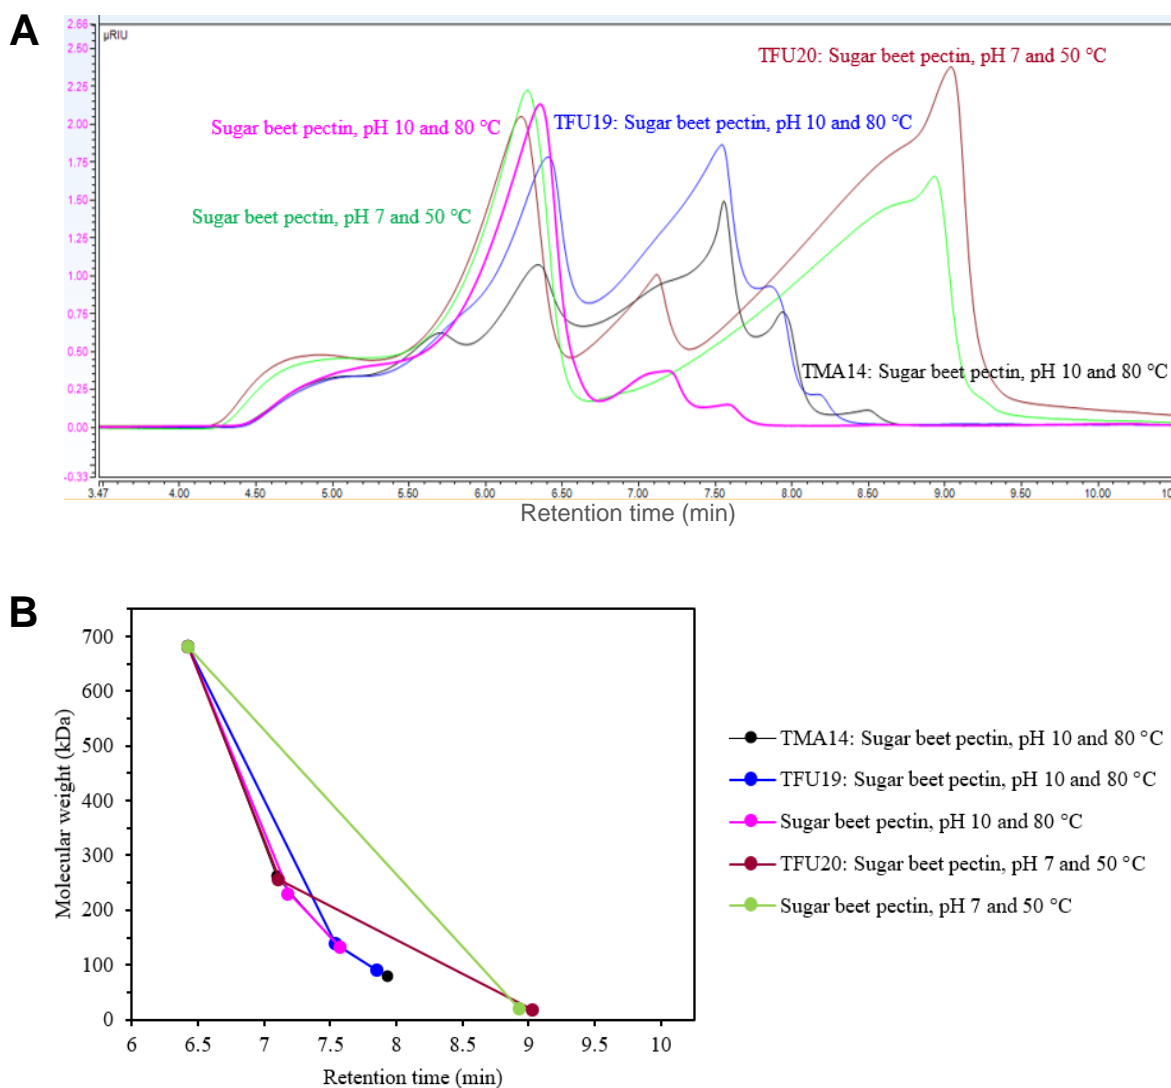 A
2.66
µRIU
2.50
2.25
2.00
1.75
1.50
1.25
1.00
0.75
0.50
0.25
0.00
-0.33
TFU20: Sugar beet pectin, pH 7 and 50 °C
Sugar beet pectin, pH 10 and 80 °C
TFU19: Sugar beet pectin, pH 10 and 80 °C
Sugar beet pectin, pH 7 and 50 °C
TMA14: Sugar beet pectin, pH 10 and 80 °C
3.47 4.00 4.50 5.00 5.50 6.00 6.50 7.00 7.50 8.00 8.50 9.00 9.50 10.00 10
Retention time (min)
B
700
600
500
400
300
200
100
0
Molecular weight (kDa)
6 6.5 7 7.5 8 8.5 9 9.5 10
Retention time (min)
TMA14: Sugar beet pectin, pH 10 and 80 °C
TFU19: Sugar beet pectin, pH 10 and 80 °C
Sugar beet pectin, pH 10 and 80 °C
TFU20: Sugar beet pectin, pH 7 and 50 °C
Sugar beet pectin, pH 7 and 50 °C